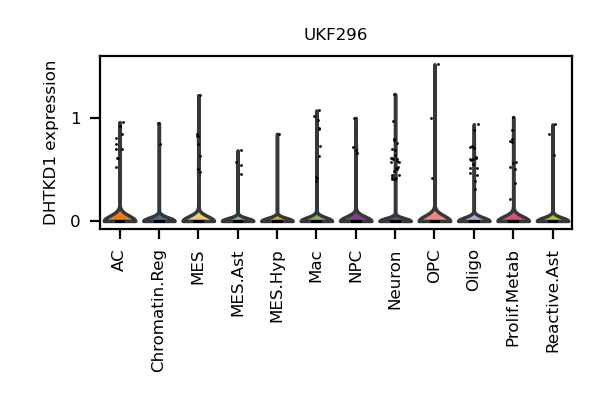 UKF296
DHTKD1 expression
1
0
AC
Chromatin.Reg
MES
MES.Ast
MES.Hyp
Mac
NPC
Neuron
OPC
Oligo
Prolif.Metab
Reactive.Ast